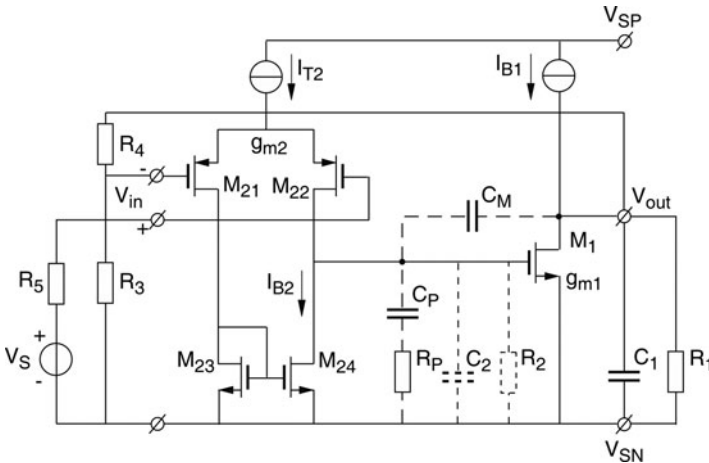 V_SP
I_T2
I_B1
R_4
g_m2
-
V_in
M_21
M_22
C_M
V_out
+
M_1
R_5
R_3
I_B2
g_m1
C_P
+
V_S
-
M_23
M_24
R_P
C_2
R_2
C_1
R_1
V_SN